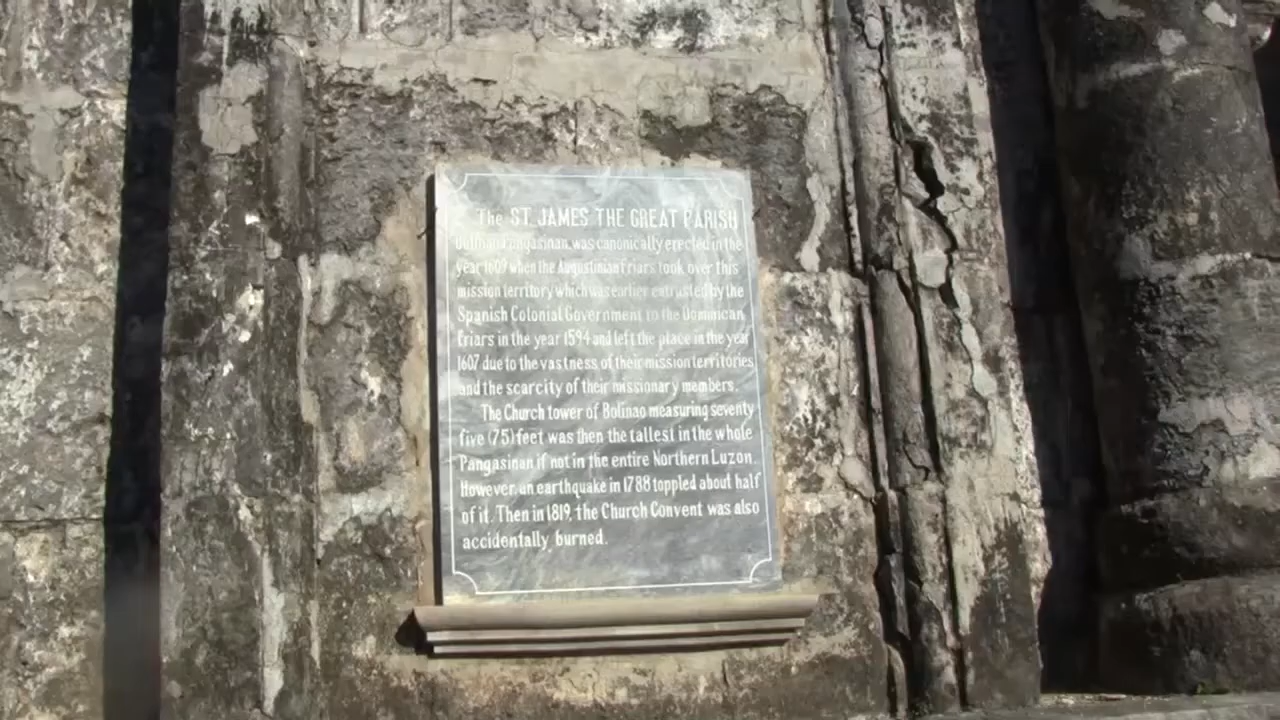 The ST. JAMES THE GREAT PARISH
Bolinao Pangasinan, was canonically erected in the
year 1609 when the Augustinian Friars took over this
mission territory which was earlier entrusted by the
Spanish Colonial Government to the Dominican
Friars in the year 1594 and left the place in the year
1607 due to the vastness of their mission territories
and the scarcity of their missionary members.
The Church tower of Bolinao measuring seventy
five (75) feet was then the tallest in the whole
Pangasinan if not in the entire Northern Luzon.
However, an earthquake in 1788 toppled about half
of it. Then in 1819, the Church Convent was also
accidentally burned.